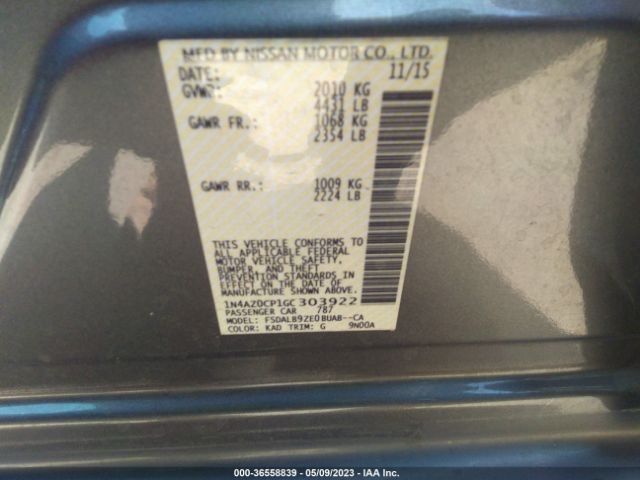 MFD BY NISSAN MOTOR CO., LTD.
DATE: 11/15
GVWR: 2010 KG
4431 LB
GAWR FR.: 1068 KG
2354 LB
GAWR RR.: 1009 KG
2224 LB
THIS VEHICLE CONFORMS TO
ALL APPLICABLE FEDERAL
MOTOR VEHICLE SAFETY,
BUMPER, AND THEFT
PREVENTION STANDARDS
IN EFFECT ON THE DATE OF
MANUFACTURE SHOWN ABOVE.
1N4AZ0CP1GC303922
PASSENGER CAR 787
MODEL: FSDALB9ZE0BUAB--CA
COLOR: KAD TRIM: G 9N00A
000-36558839 - 05/09/2023 - IAA Inc.